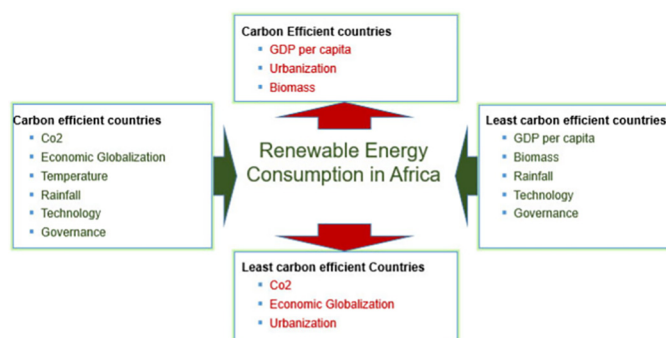 Carbon Efficient countries
GDP per capita
Urbanization
Biomass
Carbon efficient countries
Co2
Economic Globalization
Temperature
Rainfall
Technology
Governance
Renewable Energy
Consumption in Africa
Least carbon efficient countries
GDP per capita
Biomass
Rainfall
Technology
Governance
Least carbon efficient Countries
Co2
Economic Globalization
Urbanization